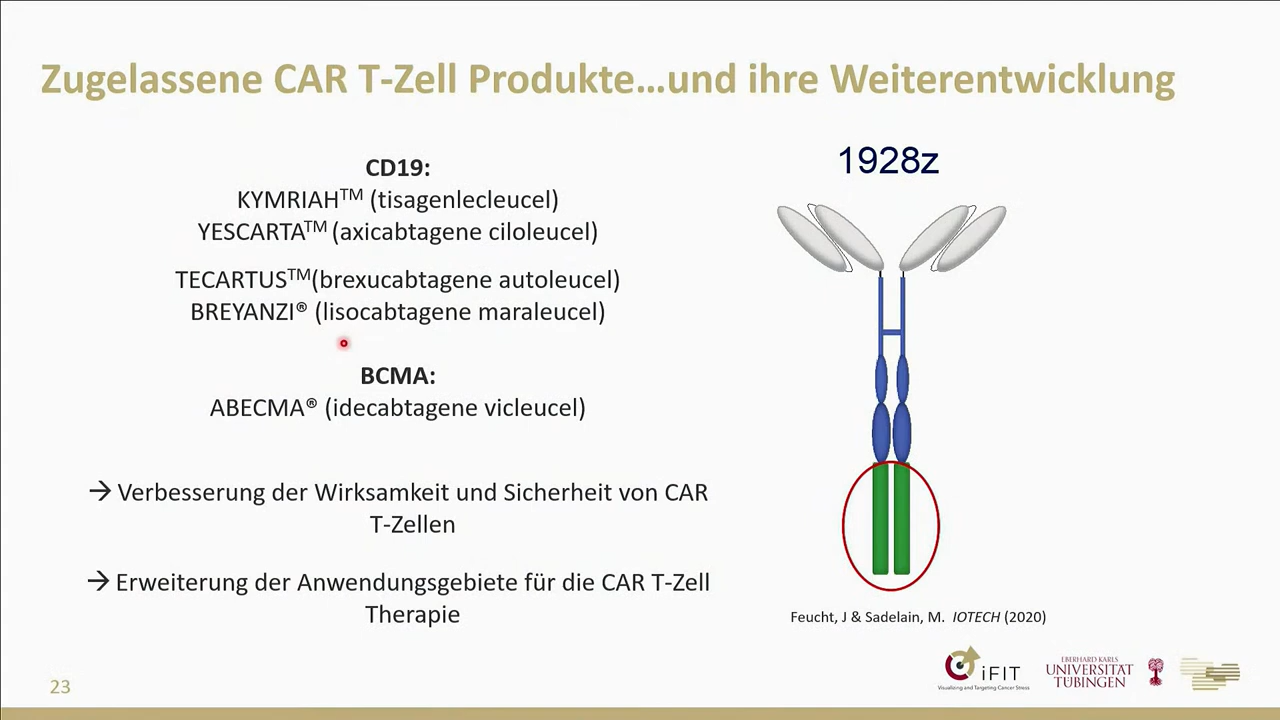 Zugelassene CAR T-Zell Produkte...und ihre Weiterentwicklung
CD19:
KYMRIAH™ (tisagenlecleucel)
YESCARTA™ (axicabtagene ciloleucel)
TECARTUS™(brexucabtagene autoleucel)
BREYANZI® (lisocabtagene maraleucel)
BCMA:
ABECMA® (idecabtagene vicleucel)
→ Verbesserung der Wirksamkeit und Sicherheit von CAR
T-Zellen
→ Erweiterung der Anwendungsgebiete für die CAR T-Zell
Therapie
1928z
Feucht, J & Sadelain, M. IOTECH (2020)
23
iFIT
Visualizing and Targeting Cancer Stress
EBERHARD KARLS
UNIVERSITÄT
TÜBINGEN